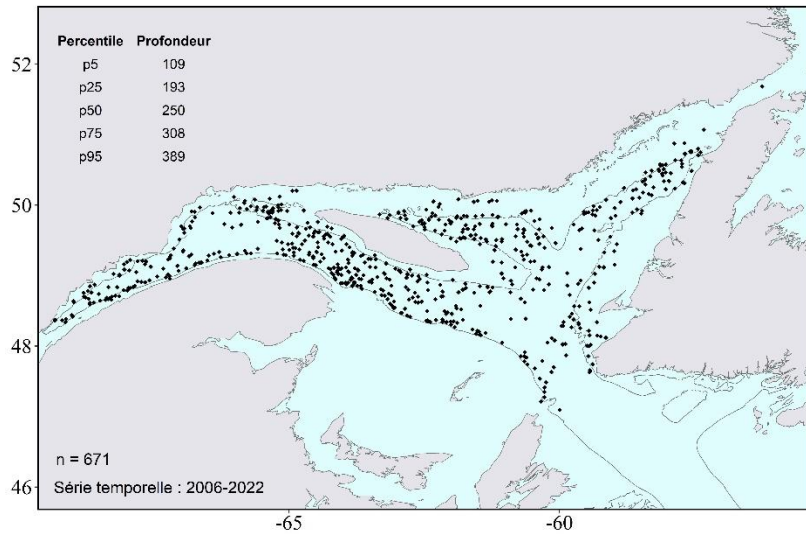 Percentile Profondeur
p5 109
p25 193
p50 250
p75 308
p95 389
52
50
48
46
n = 671
Série temporelle : 2006-2022
-65 -60